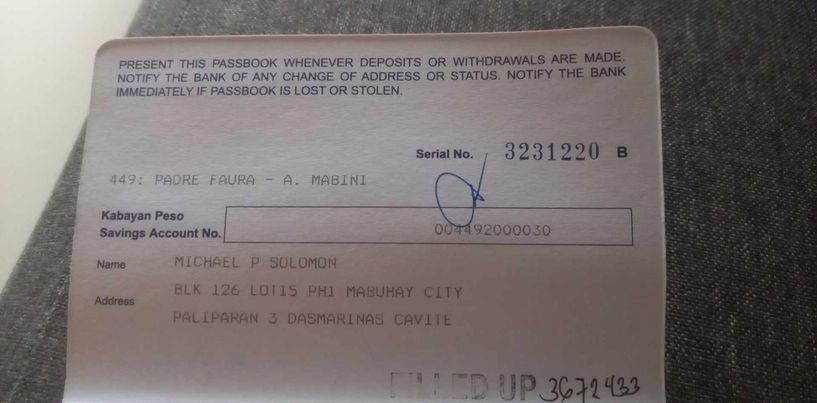 PRESENT THIS PASSBOOK WHENEVER DEPOSITS OR WITHDRAWALS ARE MADE.
NOTIFY THE BANK OF ANY CHANGE OF ADDRESS OR STATUS. NOTIFY THE BANK
IMMEDIATELY IF PASSBOOK IS LOST OR STOLEN.
Serial No. 3231220 B
449: PADRE FAURA - A. MABINI
Kabayan Peso
Savings Account No. 004492000030
Name MICHAEL P SOLOMON
Address BLK 126 LOT15 PH1 MABUHAY CITY
PALIPARAN 3 DASMARINAS CAVITE
FILLED UP 3672433